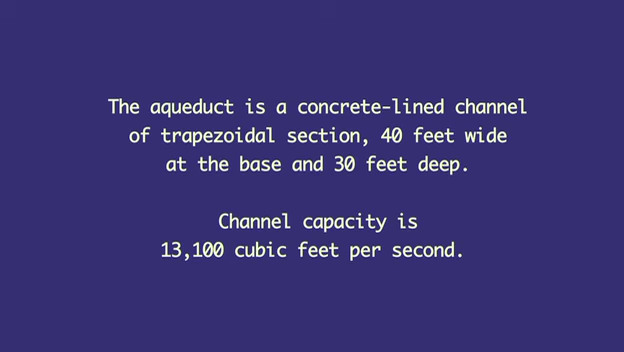 The aqueduct is a concrete-lined channel
of trapezoidal section, 40 feet wide
at the base and 30 feet deep.
Channel capacity is
13,100 cubic feet per second.